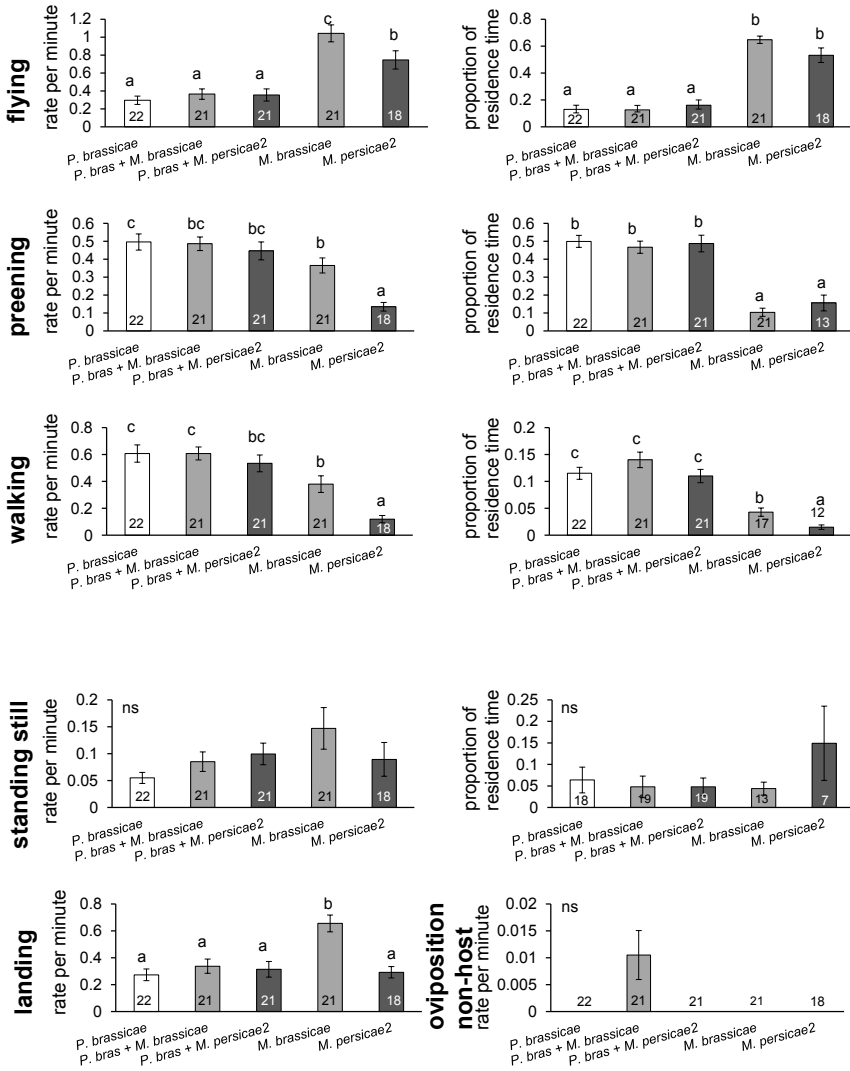 flying
rate per minute
1.2
1
0.8
0.6
0.4
0.2
0
a
a
a
c
b
22
21
21
21
18
P. brassicae
P. bras + M. brassicae
P. bras + M. persicae2
M. brassicae
M. persicae2
proportion of
residence time
0.8
0.6
0.4
0.2
0
a
a
a
b
b
22
21
21
21
18
P. brassicae
P. bras + M. brassicae
P. bras + M. persicae2
M. brassicae
M. persicae2
preening
rate per minute
0.6
0.5
0.4
0.3
0.2
0.1
0
c
bc
bc
b
a
22
21
21
21
18
P. brassicae
P. bras + M. brassicae
P. bras + M. persicae2
M. brassicae
M. persicae2
proportion of
residence time
0.6
0.5
0.4
0.3
0.2
0.1
0
b
b
b
a
a
22
21
21
21
13
P. brassicae
P. bras + M. brassicae
P. bras + M. persicae2
M. brassicae
M. persicae2
walking
rate per minute
0.8
0.6
0.4
0.2
0
c
c
bc
b
a
22
21
21
21
18
P. brassicae
P. bras + M. brassicae
P. bras + M. persicae2
M. brassicae
M. persicae2
proportion of
residence time
0.2
0.15
0.1
0.05
0
c
c
c
b
a
22
21
21
17
12
P. brassicae
P. bras + M. brassicae
P. bras + M. persicae2
M. brassicae
M. persicae2
standing still
rate per minute
0.2
0.15
0.1
0.05
0
ns
22
21
21
21
18
P. brassicae
P. bras + M. brassicae
P. bras + M. persicae2
M. brassicae
M. persicae2
proportion of
residence time
0.25
0.2
0.15
0.1
0.05
0
ns
18
19
19
13
7
P. brassicae
P. bras + M. brassicae
P. bras + M. persicae2
M. brassicae
M. persicae2
landing
rate per minute
0.8
0.6
0.4
0.2
0
a
a
a
b
a
22
21
21
21
18
P. brassicae
P. bras + M. brassicae
P. bras + M. persicae2
M. brassicae
M. persicae2
oviposition
non-host
rate per minute
0.02
0.015
0.01
0.005
0
ns
22
21
21
21
18
P. brassicae
P. bras + M. brassicae
P. bras + M. persicae2
M. brassicae
M. persicae2